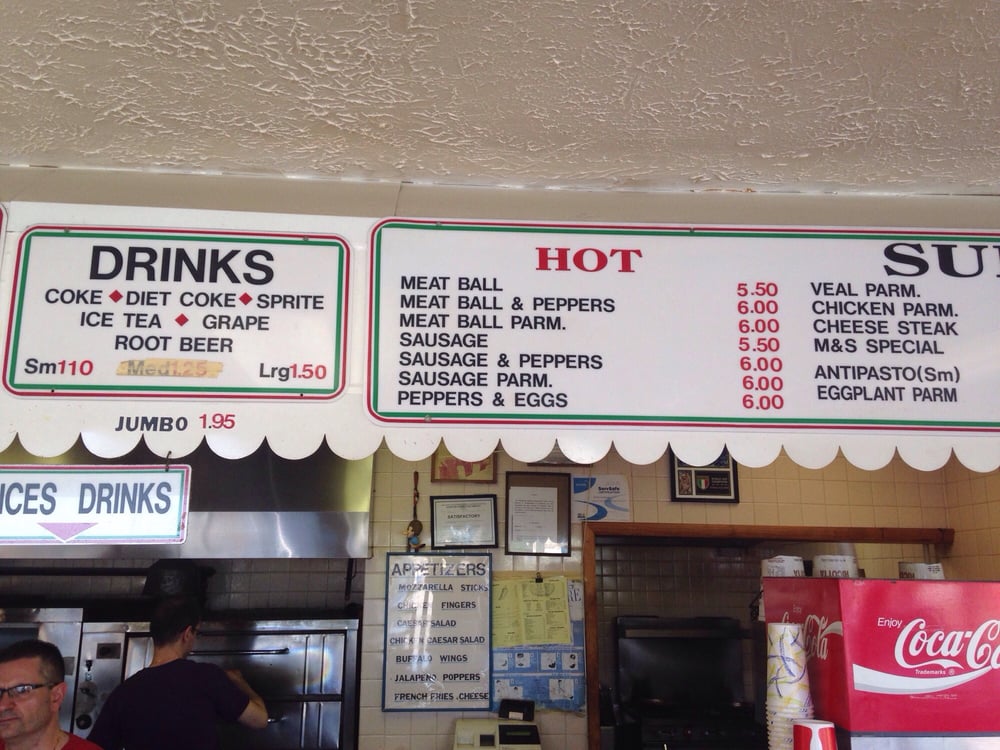 DRINKS
COKE ♦ DIET COKE ♦ SPRITE
ICE TEA ♦ GRAPE
ROOT BEER
Sm110 Med1.25 Lrg1.50
JUMBO 1.95
ICES DRINKS
HOT
MEAT BALL 5.50
MEAT BALL & PEPPERS 6.00
MEAT BALL PARM. 6.00
SAUSAGE 5.50
SAUSAGE & PEPPERS 6.00
SAUSAGE PARM. 6.00
PEPPERS & EGGS 6.00
SU
VEAL PARM.
CHICKEN PARM.
CHEESE STEAK
M&S SPECIAL
ANTIPASTO(Sm)
EGGPLANT PARM
SATISFACTORY
ServSafe
APPETIZERS
MOZZARELLA STICKS
CHICKEN FINGERS
CAESAR SALAD
CHICKEN CAESAR SALAD
BUFFALO WINGS
JALAPENO POPPERS
FRENCH FRIES .CHEESE
Enjoy
Coca-Co
Trademarks ®